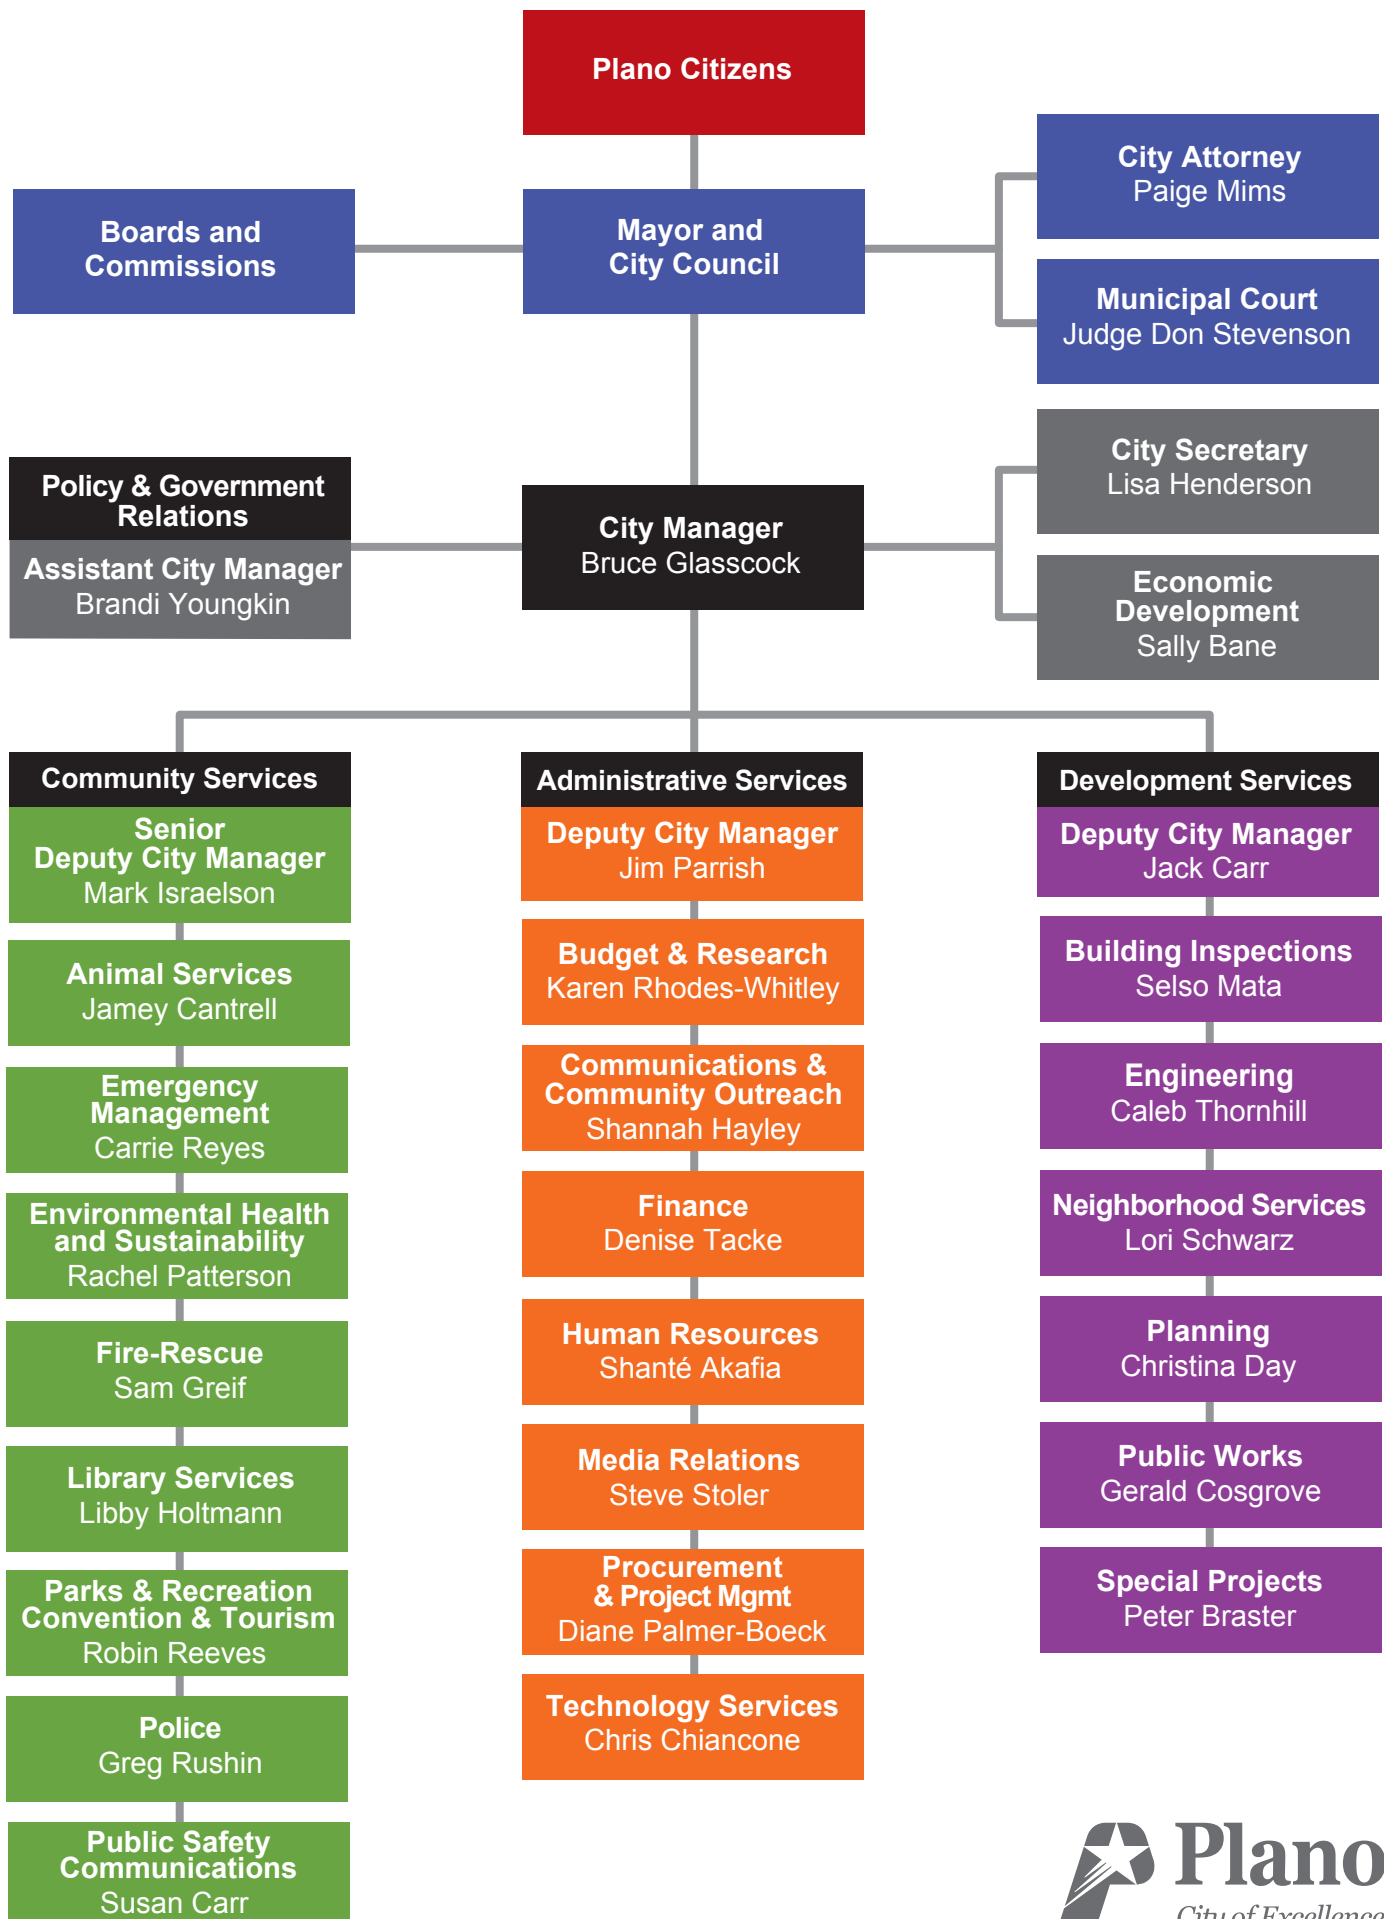 Plano Citizens
Boards and
Commissions
Mayor and
City Council
City Attorney
Paige Mims
Municipal Court
Judge Don Stevenson
Policy & Government
Relations
Assistant City Manager
Brandi Youngkin
City Manager
Bruce Glasscock
City Secretary
Lisa Henderson
Economic
Development
Sally Bane
Community Services
Senior
Deputy City Manager
Mark Israelson
Animal Services
Jamey Cantrell
Emergency
Management
Carrie Reyes
Environmental Health
and Sustainability
Rachel Patterson
Fire-Rescue
Sam Greif
Library Services
Libby Holtmann
Parks & Recreation
Convention & Tourism
Robin Reeves
Police
Greg Rushin
Public Safety
Communications
Susan Carr
Administrative Services
Deputy City Manager
Jim Parrish
Budget & Research
Karen Rhodes-Whitley
Communications &
Community Outreach
Shannah Hayley
Finance
Denise Tacke
Human Resources
Shanté Akafia
Media Relations
Steve Stoler
Procurement
& Project Mgmt
Diane Palmer-Boeck
Technology Services
Chris Chiancone
Development Services
Deputy City Manager
Jack Carr
Building Inspections
Selso Mata
Engineering
Caleb Thornhill
Neighborhood Services
Lori Schwarz
Planning
Christina Day
Public Works
Gerald Cosgrove
Special Projects
Peter Braster
Plano
City of Excellence